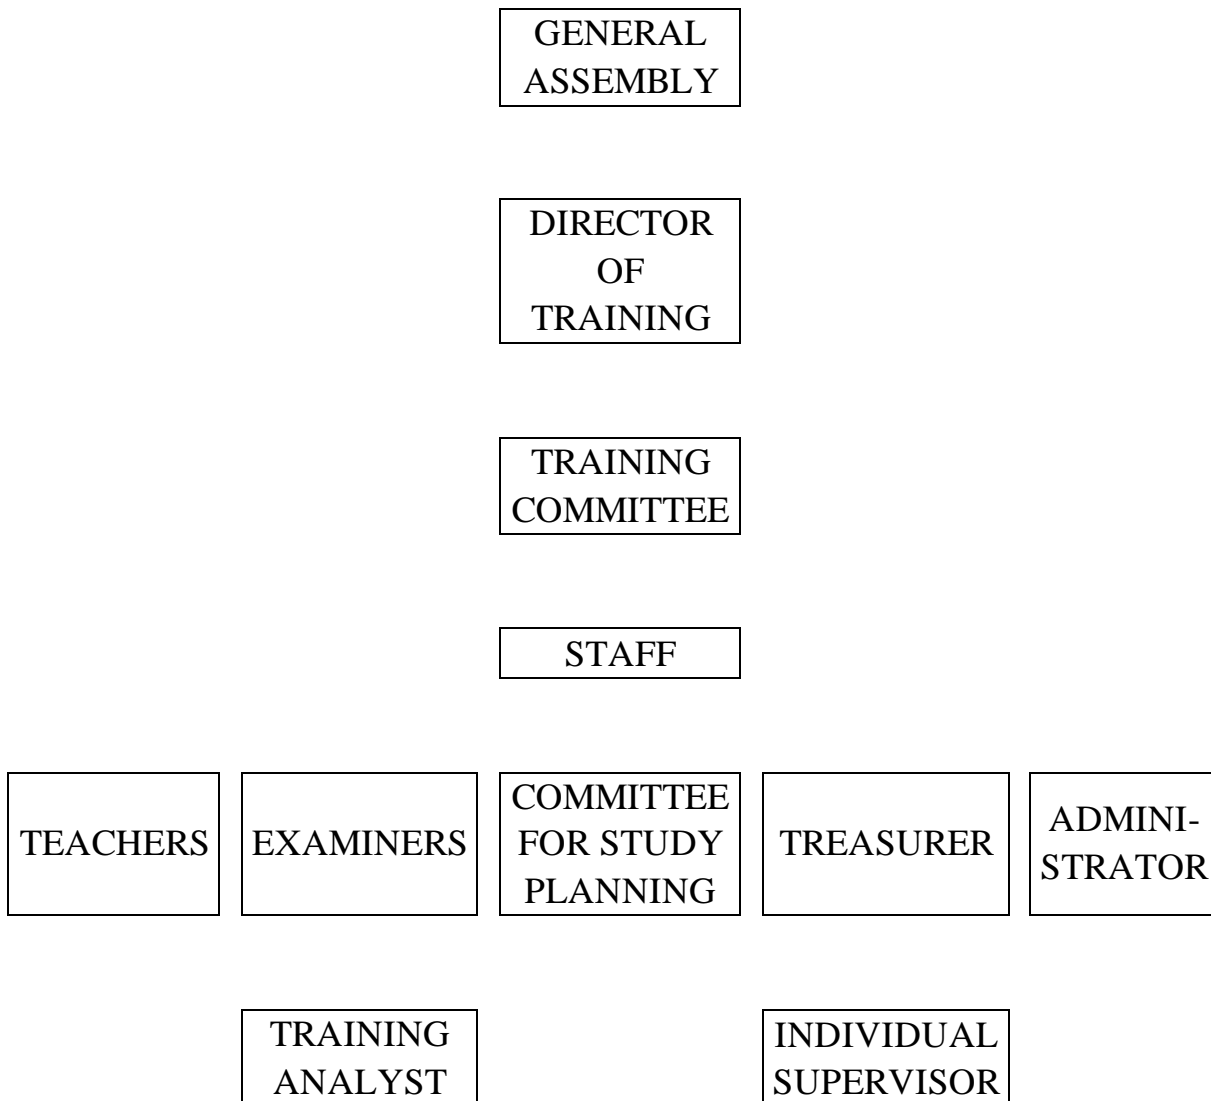 GENERAL
ASSEMBLY
DIRECTOR
OF
TRAINING
TRAINING
COMMITTEE
STAFF
TEACHERS
EXAMINERS
COMMITTEE
FOR STUDY
PLANNING
TREASURER
ADMINI-
STRATOR
TRAINING
ANALYST
INDIVIDUAL
SUPERVISOR